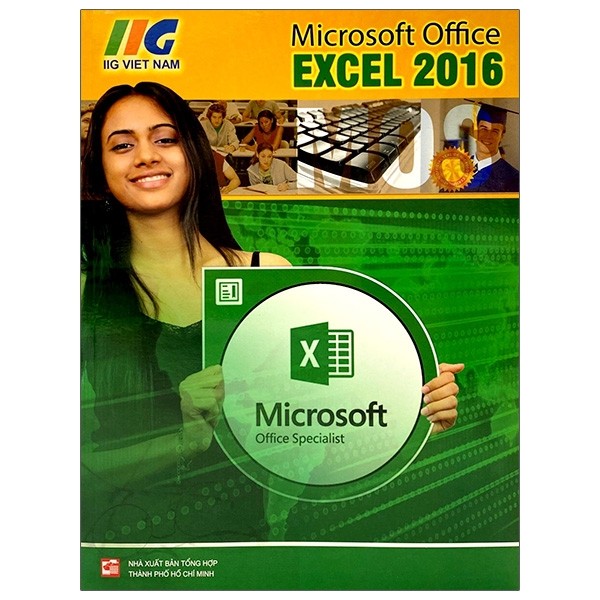 IIG
IIG VIET NAM
Microsoft Office
EXCEL 2016
MOS
X
Microsoft
Office Specialist
NHÀ XUẤT BẢN TỔNG HỢP
THÀNH PHỐ HỒ CHÍ MINH